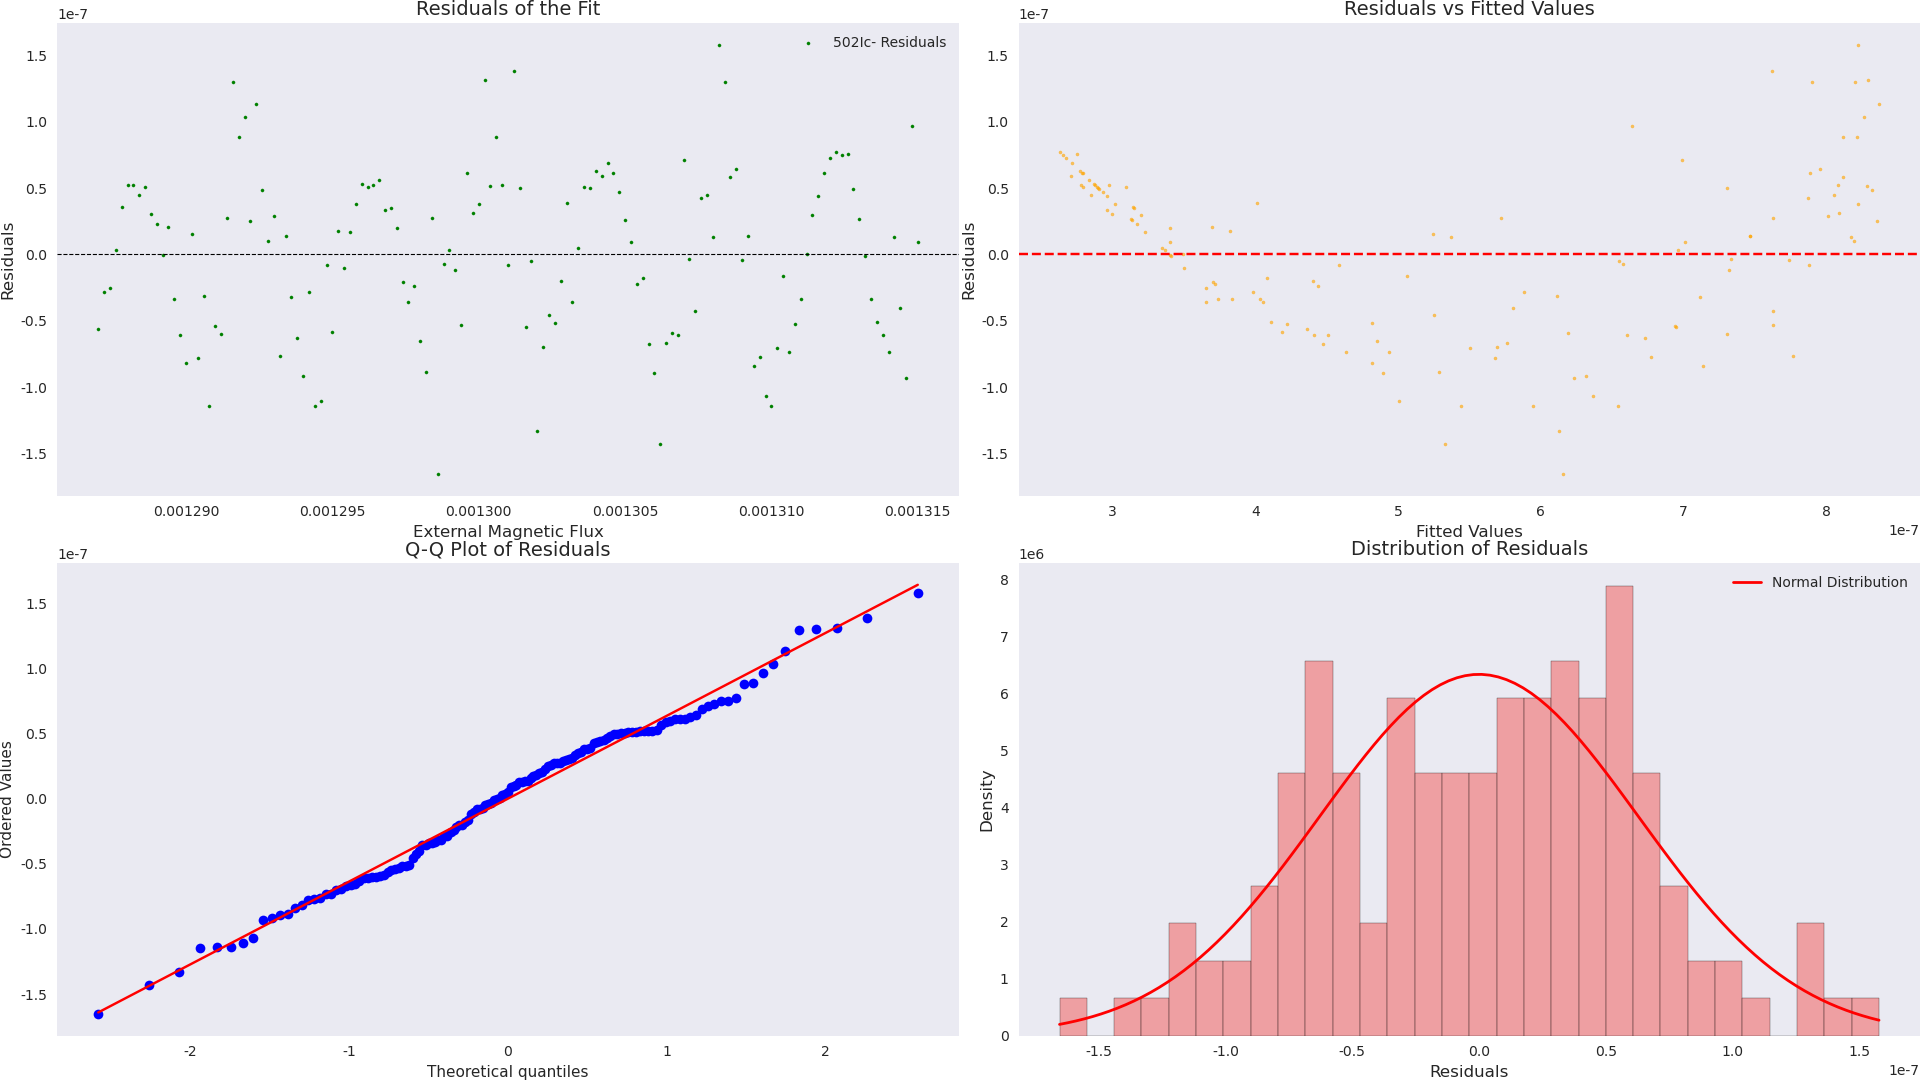 Residuals of the Fit
1e-7
502Ic- Residuals
1.5
1.0
0.5
0.0
-0.5
-1.0
-1.5
Residuals
0.001290 0.001295 0.001300 0.001305 0.001310 0.001315
External Magnetic Flux
Residuals vs Fitted Values
1e-7
1.5
1.0
0.5
0.0
-0.5
-1.0
-1.5
Residuals
3 4 5 6 7 8
1e-7
Fitted Values
Q-Q Plot of Residuals
1e-7
1.5
1.0
0.5
0.0
-0.5
-1.0
-1.5
Ordered Values
-2 -1 0 1 2
Theoretical quantiles
Distribution of Residuals
1e6
Normal Distribution
8
7
6
5
4
3
2
1
0
Density
-1.5 -1.0 -0.5 0.0 0.5 1.0 1.5
1e-7
Residuals